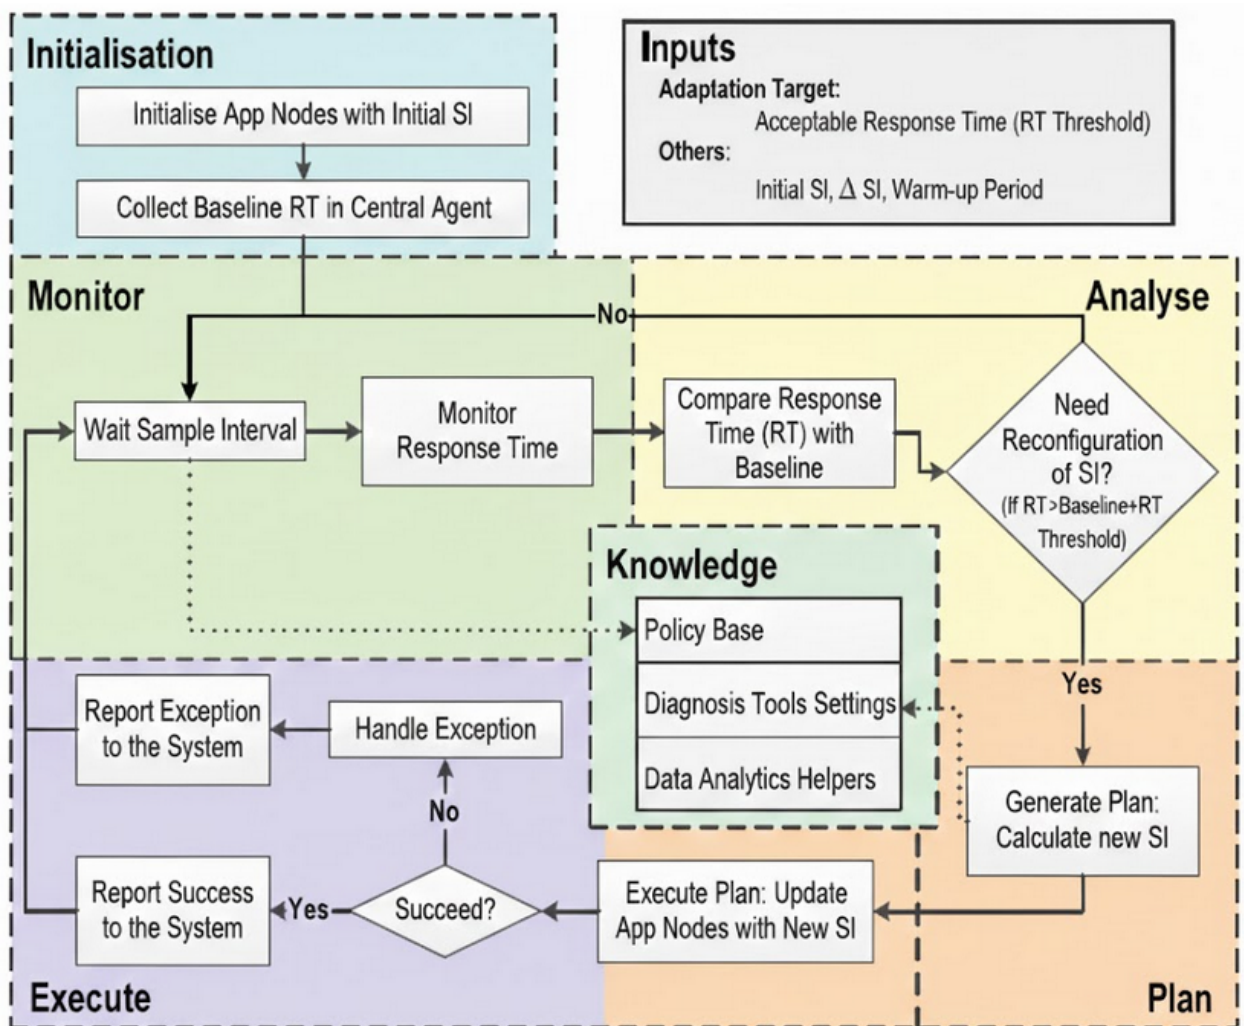 Initialisation
Initialise App Nodes with Initial SI
Collect Baseline RT in Central Agent
Inputs
Adaptation Target:
Acceptable Response Time (RT Threshold)
Others:
Initial SI, Δ SI, Warm-up Period
Monitor
Analyse
No
Wait Sample Interval
Monitor
Response Time
Compare Response
Time (RT) with
Baseline
Need
Reconfiguration
of SI?
(If RT>Baseline+RT
Threshold)
Knowledge
Policy Base
Diagnosis Tools Settings
Data Analytics Helpers
Yes
Generate Plan:
Calculate new SI
Report Exception
to the System
Handle Exception
No
Report Success
to the System
Yes
Succeed?
Execute Plan: Update
App Nodes with New SI
Execute
Plan